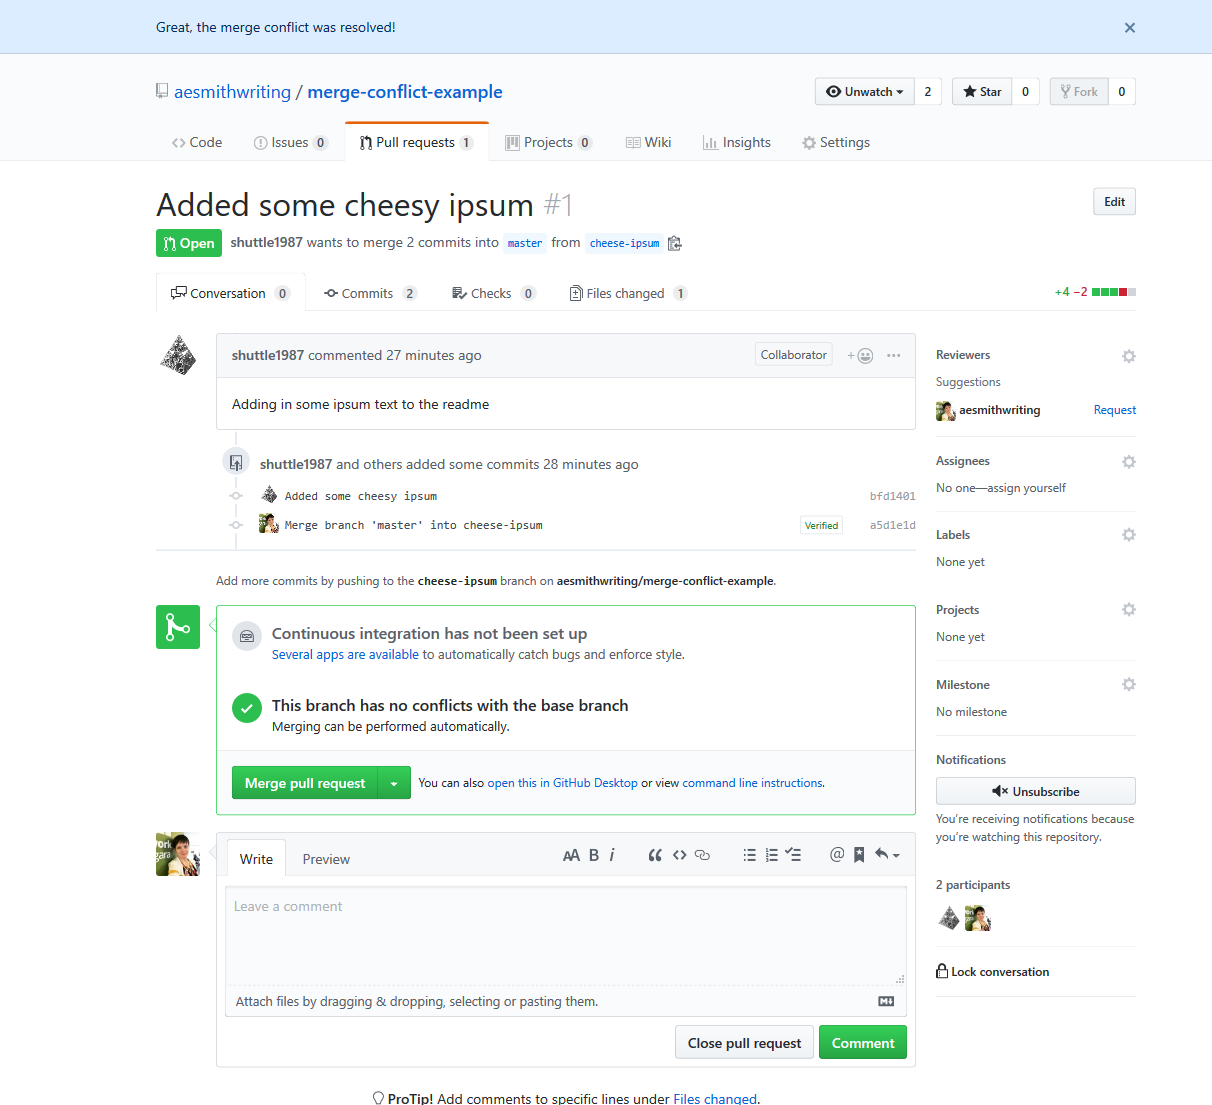 Great, the merge conflict was resolved!
aesmithwriting / merge-conflict-example
Unwatch 2 Star 0 Fork 0
Code Issues 0 Pull requests 1 Projects 0 Wiki Insights Settings
Added some cheesy ipsum #1
Edit
Open shuttle1987 wants to merge 2 commits into master from cheese-ipsum
Conversation 0 Commits 2 Checks 0 Files changed 1 +4 −2
shuttle1987 commented 27 minutes ago Collaborator
Adding in some ipsum text to the readme
shuttle1987 and others added some commits 28 minutes ago
Added some cheesy ipsum bfd1401
Merge branch 'master' into cheese-ipsum Verified a5d1e1d
Add more commits by pushing to the cheese-ipsum branch on aesmithwriting/merge-conflict-example.
Continuous integration has not been set up
Several apps are available to automatically catch bugs and enforce style.
This branch has no conflicts with the base branch
Merging can be performed automatically.
Merge pull request You can also open this in GitHub Desktop or view command line instructions.
Write Preview AA B i
Leave a comment
Attach files by dragging & dropping, selecting or pasting them.
Close pull request Comment
ProTip! Add comments to specific lines under Files changed.
Reviewers
Suggestions
aesmithwriting Request
Assignees
No one—assign yourself
Labels
None yet
Projects
None yet
Milestone
No milestone
Notifications
Unsubscribe
You're receiving notifications because
you're watching this repository.
2 participants
Lock conversation